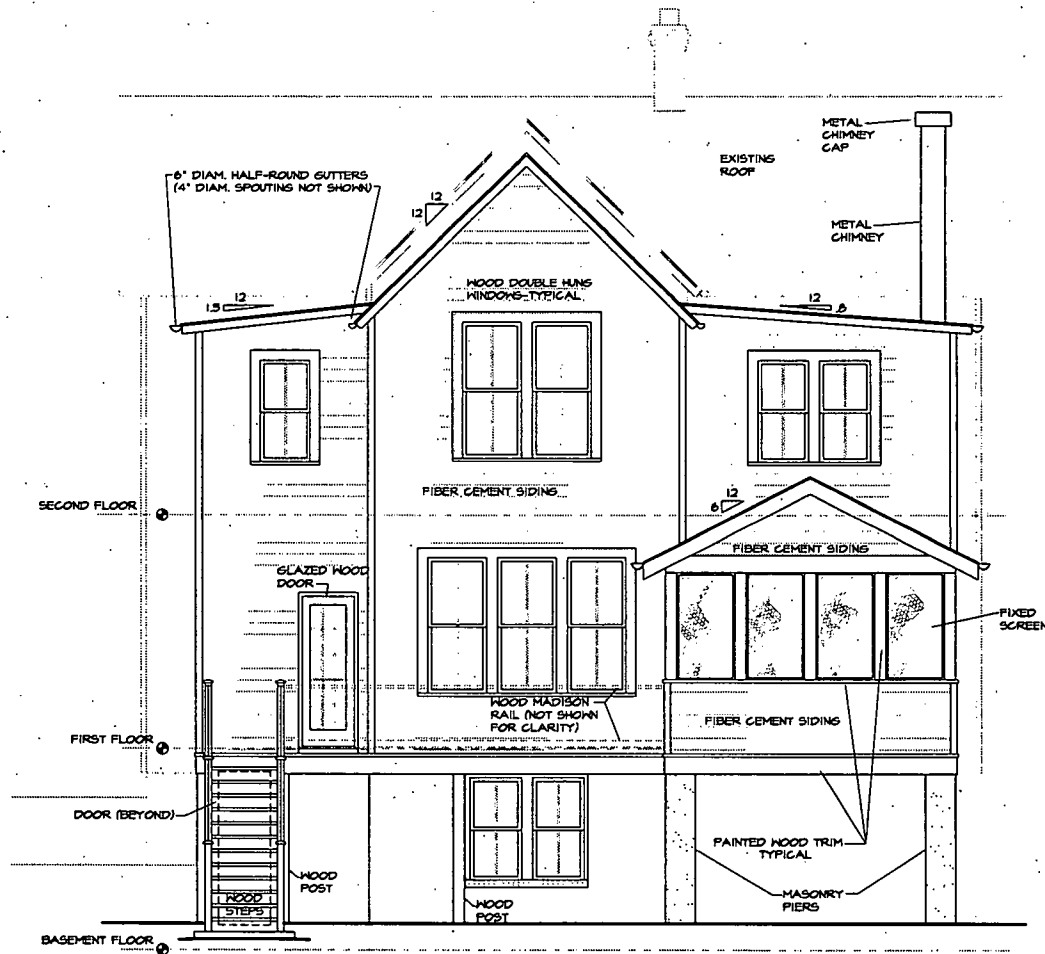 METAL
CHIMNEY
CAP
EXISTING
ROOF
6" DIAM. HALF-ROUND GUTTERS
(4" DIAM. SPOUTING NOT SHOWN)
12
12
METAL
CHIMNEY
WOOD DOUBLE HUNG
WINDOWS-TYPICAL
12
1.5
12
.8
FIBER CEMENT SIDING
SECOND FLOOR
12
8
FIBER CEMENT SIDING
GLAZED WOOD
DOOR
FIXED
SCREEN
WOOD MADISON
RAIL (NOT SHOWN
FOR CLARITY)
FIBER CEMENT SIDING
FIRST FLOOR
DOOR (BEYOND)
PAINTED WOOD TRIM
TYPICAL
WOOD
POST
WOOD
STEPS
WOOD
POST
MASONRY
PIERS
BASEMENT FLOOR